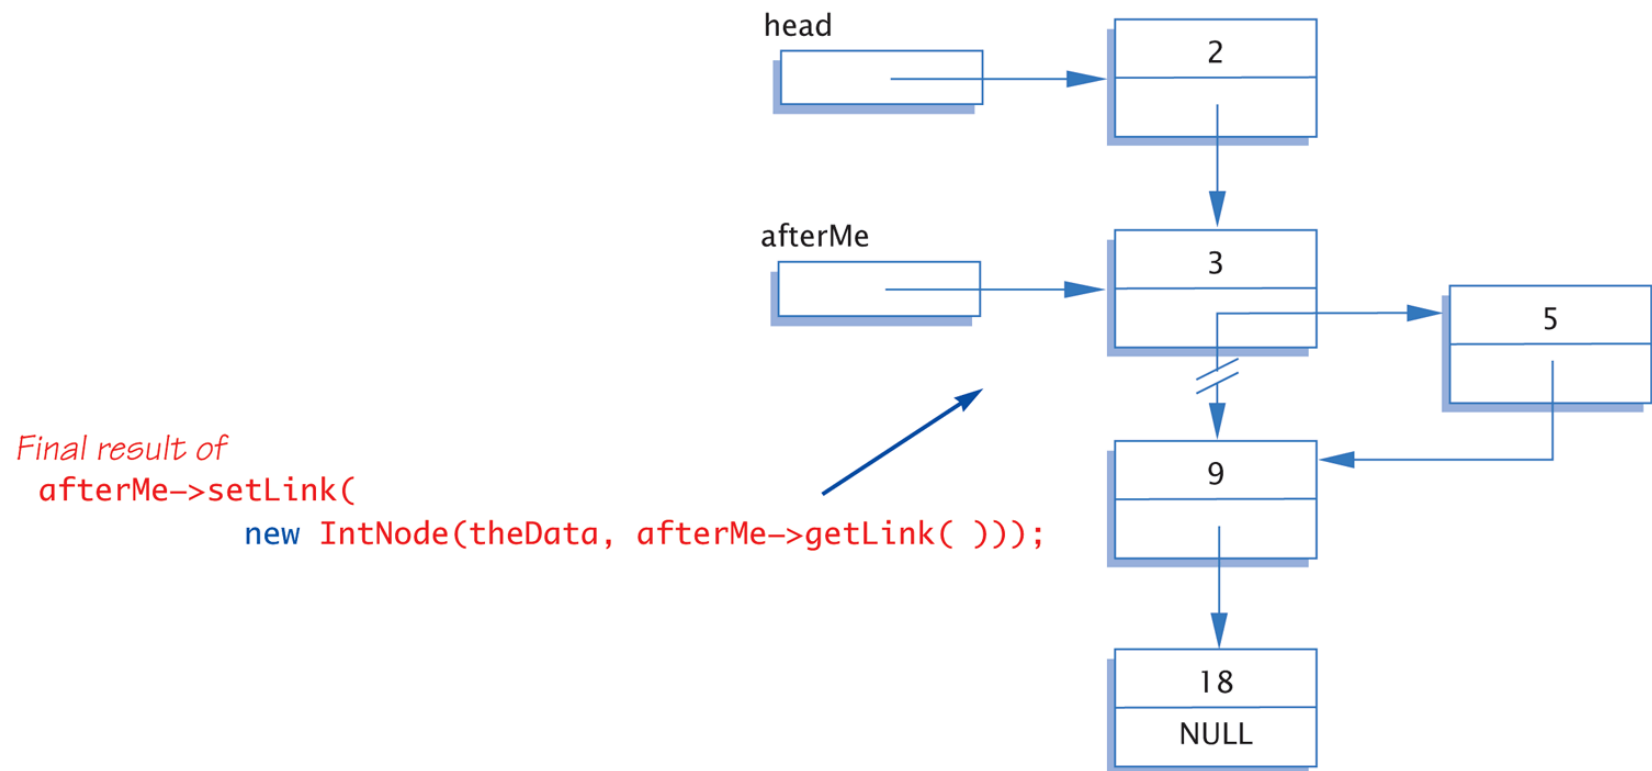 head
2
afterMe
3
5
Final result of
afterMe->setLink(
new IntNode(theData, afterMe->getLink( )));
9
18
NULL